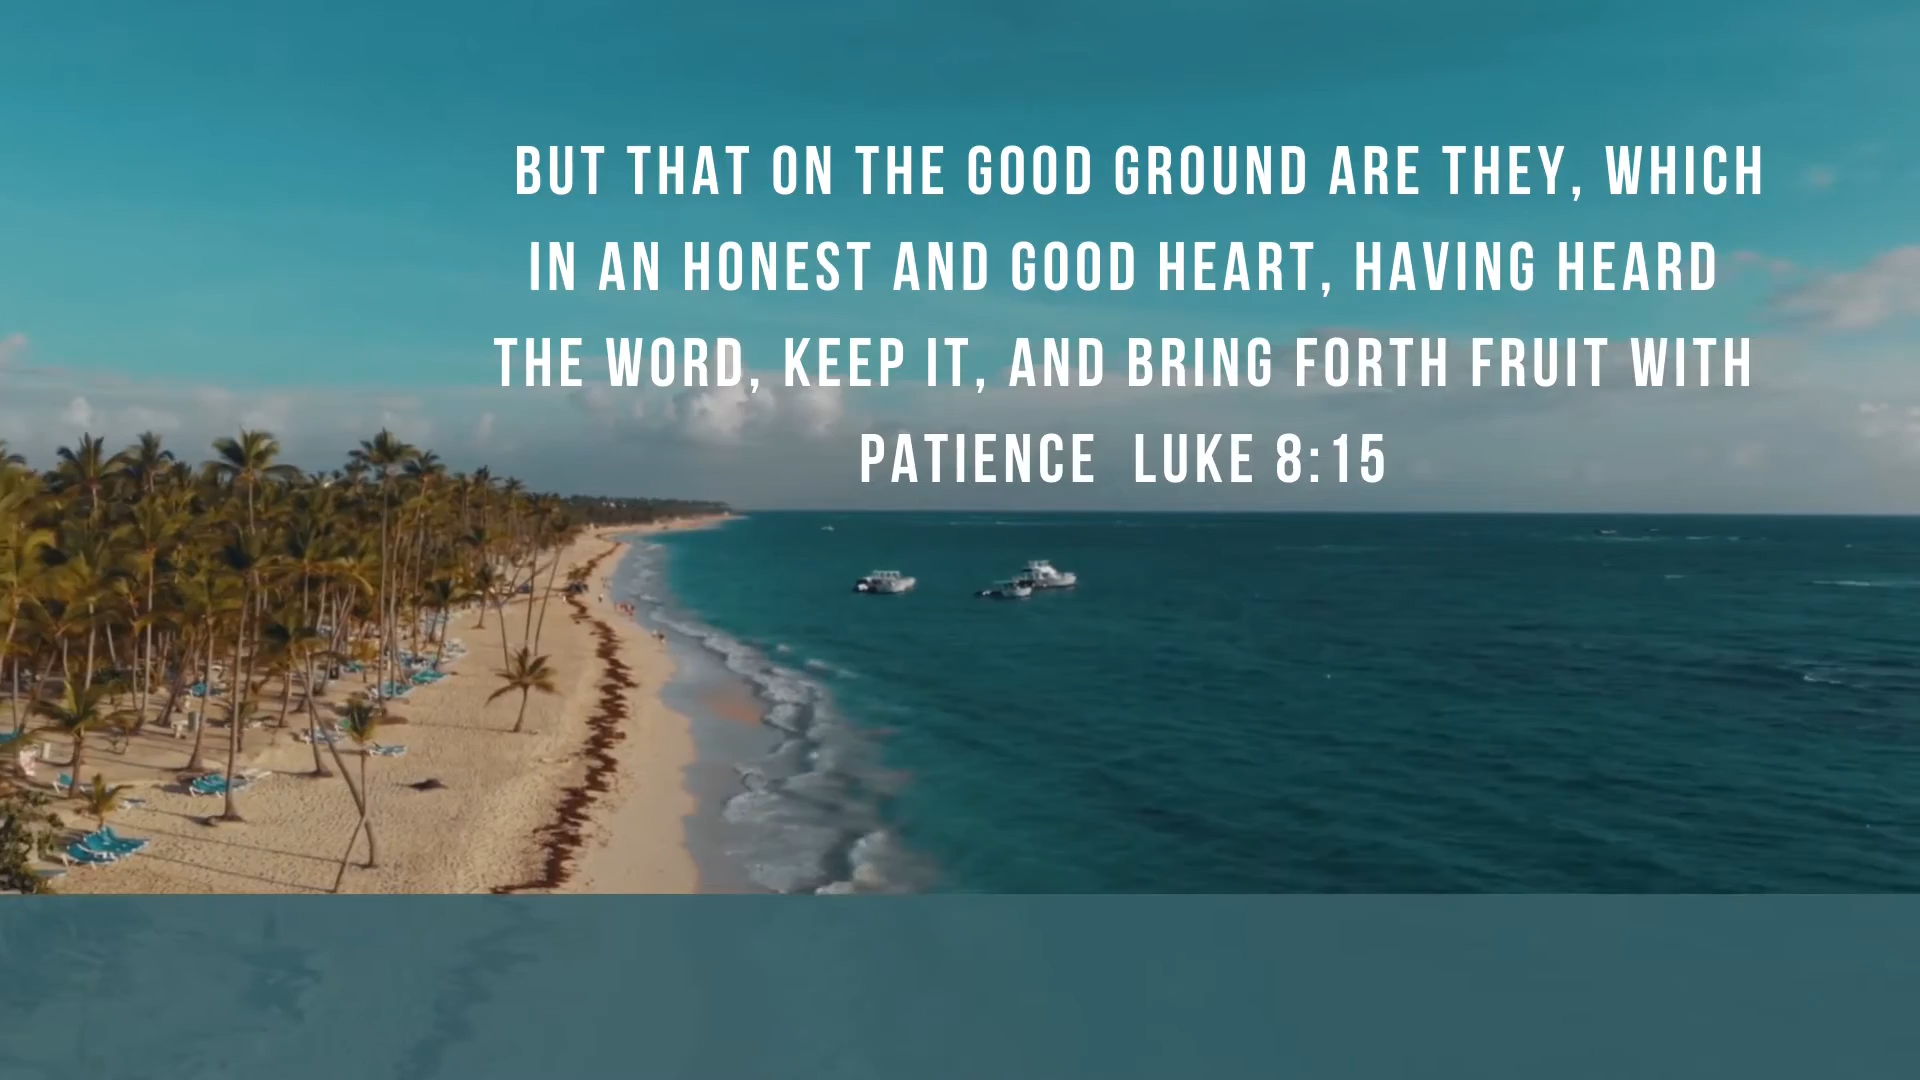 BUT THAT ON THE GOOD GROUND ARE THEY, WHICH
IN AN HONEST AND GOOD HEART, HAVING HEARD
THE WORD, KEEP IT, AND BRING FORTH FRUIT WITH
PATIENCE  LUKE 8:15